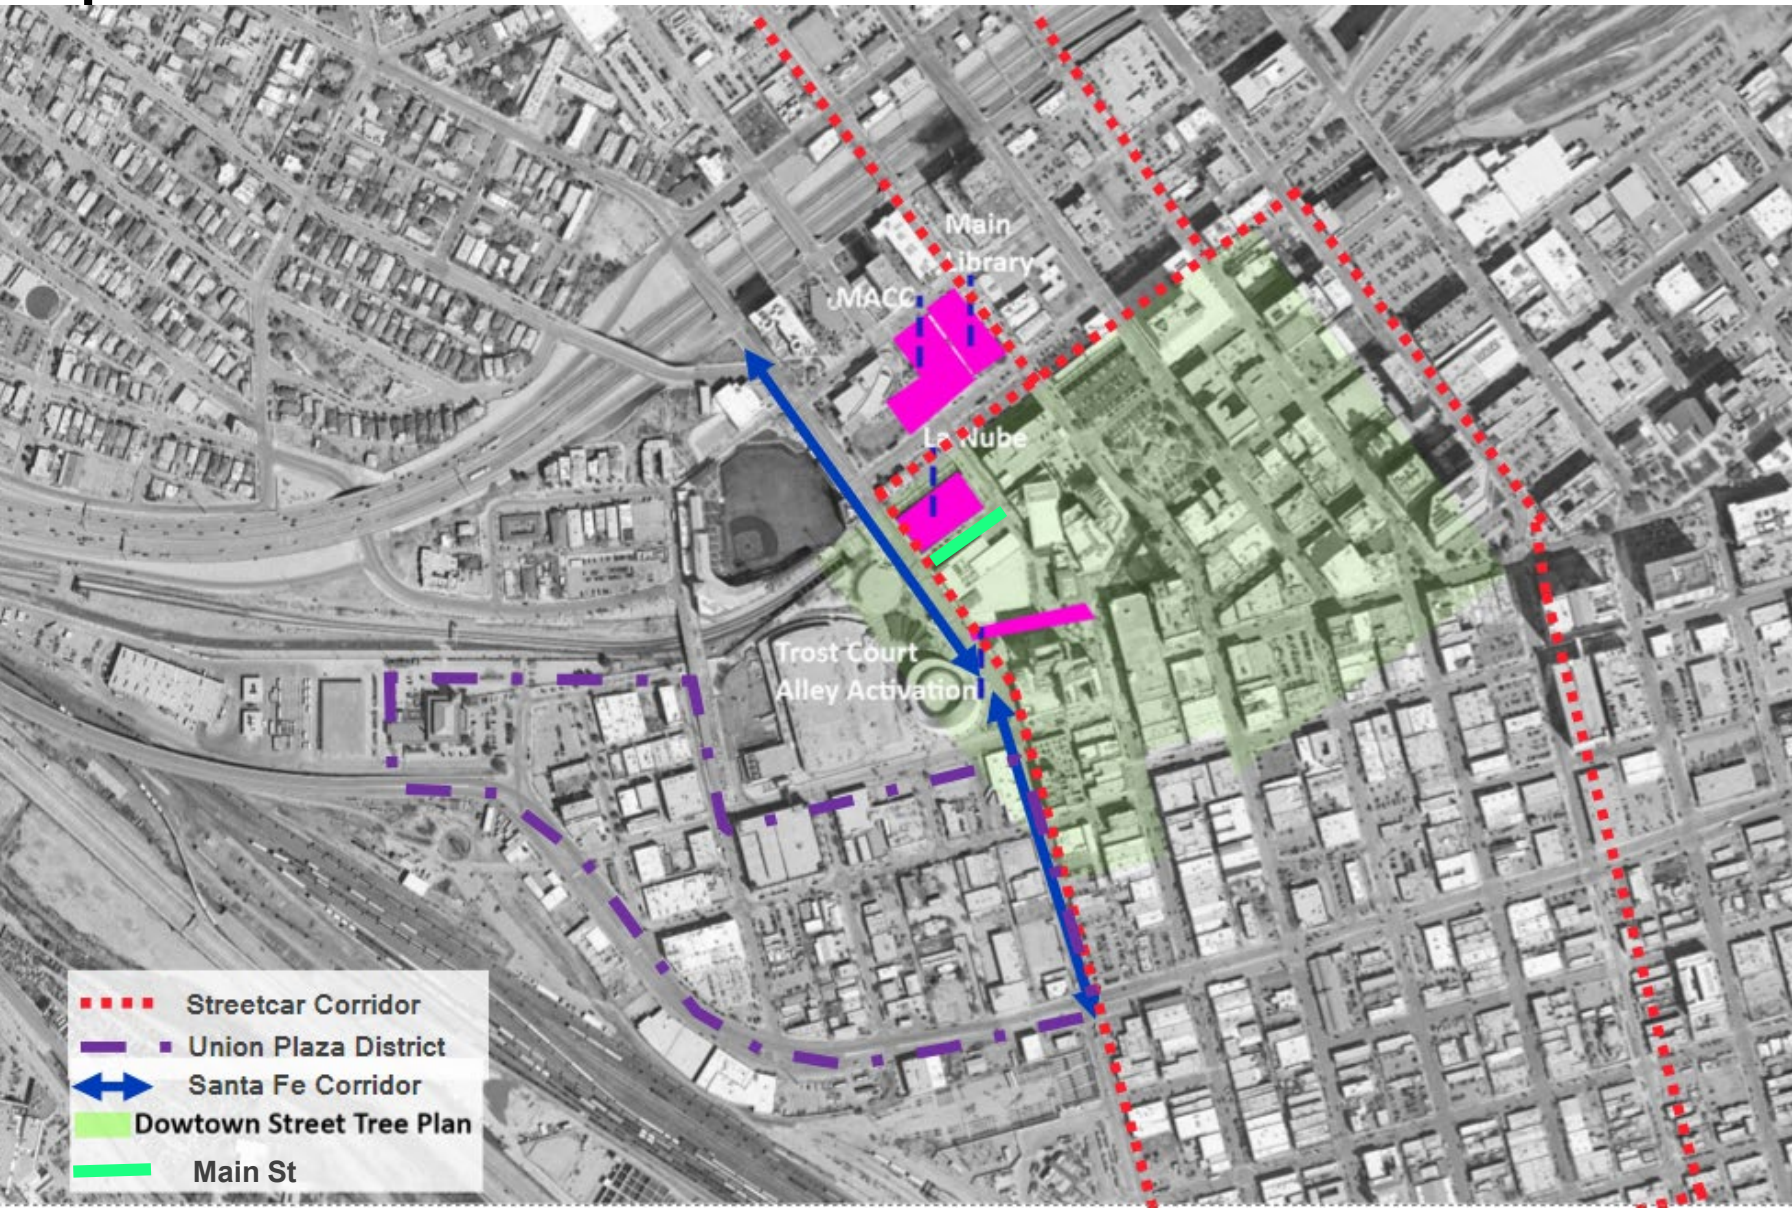 Main
Library
MACC
La Nube
Trost Court
Alley Activation
Streetcar Corridor
Union Plaza District
Santa Fe Corridor
Dowtown Street Tree Plan
Main St